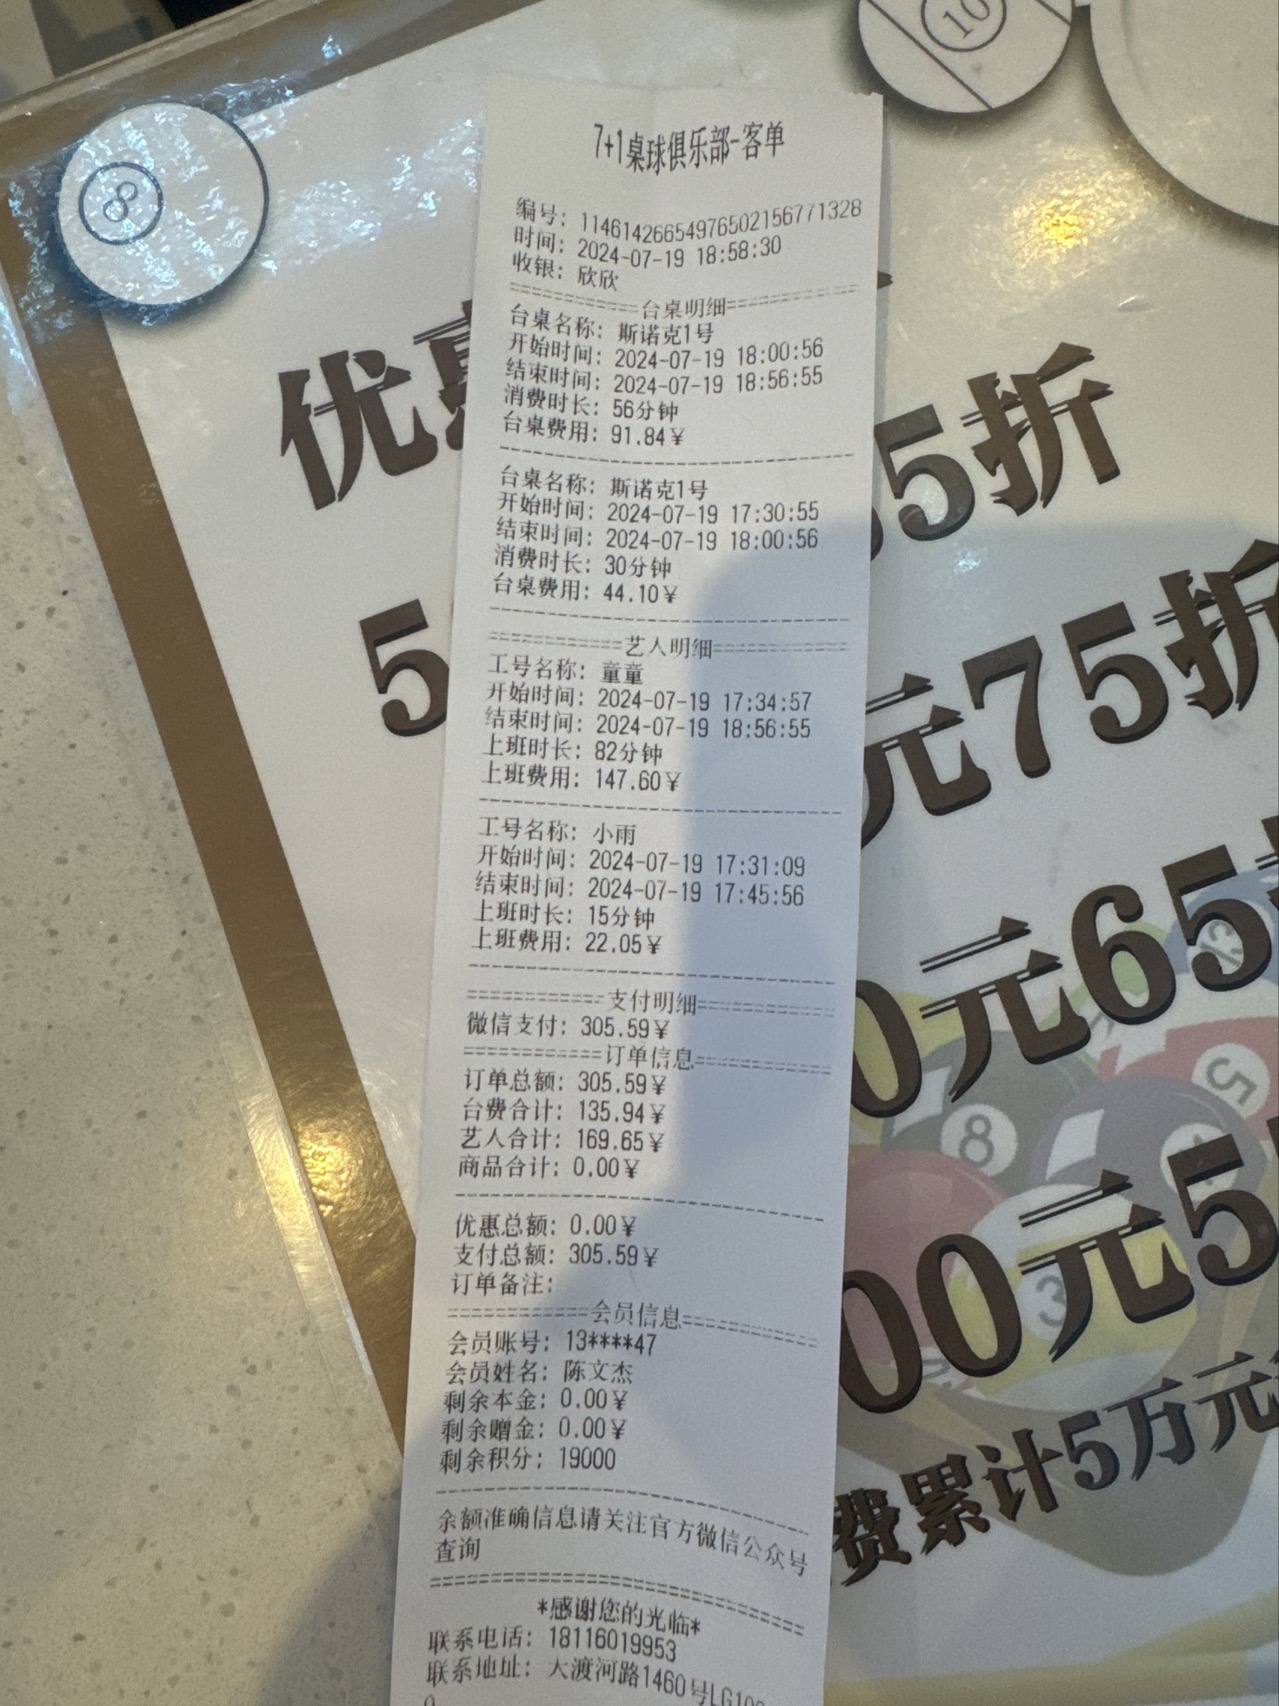 7+1桌球俱乐部-客单
编号: 1146142665497650215677​1328
时间: 2024-07-19 18:58:30
收银: 欣欣
============台桌明细============
台桌名称: 斯诺克1号
开始时间: 2024-07-19 18:00:56
结束时间: 2024-07-19 18:56:55
消费时长: 56分钟
台桌费用: 91.84¥
台桌名称: 斯诺克1号
开始时间: 2024-07-19 17:30:55
结束时间: 2024-07-19 18:00:56
消费时长: 30分钟
台桌费用: 44.10¥
============艺人明细============
工号名称: 童童
开始时间: 2024-07-19 17:34:57
结束时间: 2024-07-19 18:56:55
上班时长: 82分钟
上班费用: 147.60¥
工号名称: 小雨
开始时间: 2024-07-19 17:31:09
结束时间: 2024-07-19 17:45:56
上班时长: 15分钟
上班费用: 22.05¥
============支付明细============
微信支付: 305.59¥
============订单信息============
订单总额: 305.59¥
台费合计: 135.94¥
艺人合计: 169.65¥
商品合计: 0.00¥
优惠总额: 0.00¥
支付总额: 305.59¥
订单备注:
============会员信息============
会员账号: 13****47
会员姓名: 陈文杰
剩余本金: 0.00¥
剩余赠金: 0.00¥
剩余积分: 19000
余额准确信息请关注官方微信公众号
查询
*感谢您的光临*
联系电话: 18116019953
联系地址: 大渡河路1460号LG10
8
10
优
5折
5
元75折
0元65
00元5
费累计5万元
8
5
3